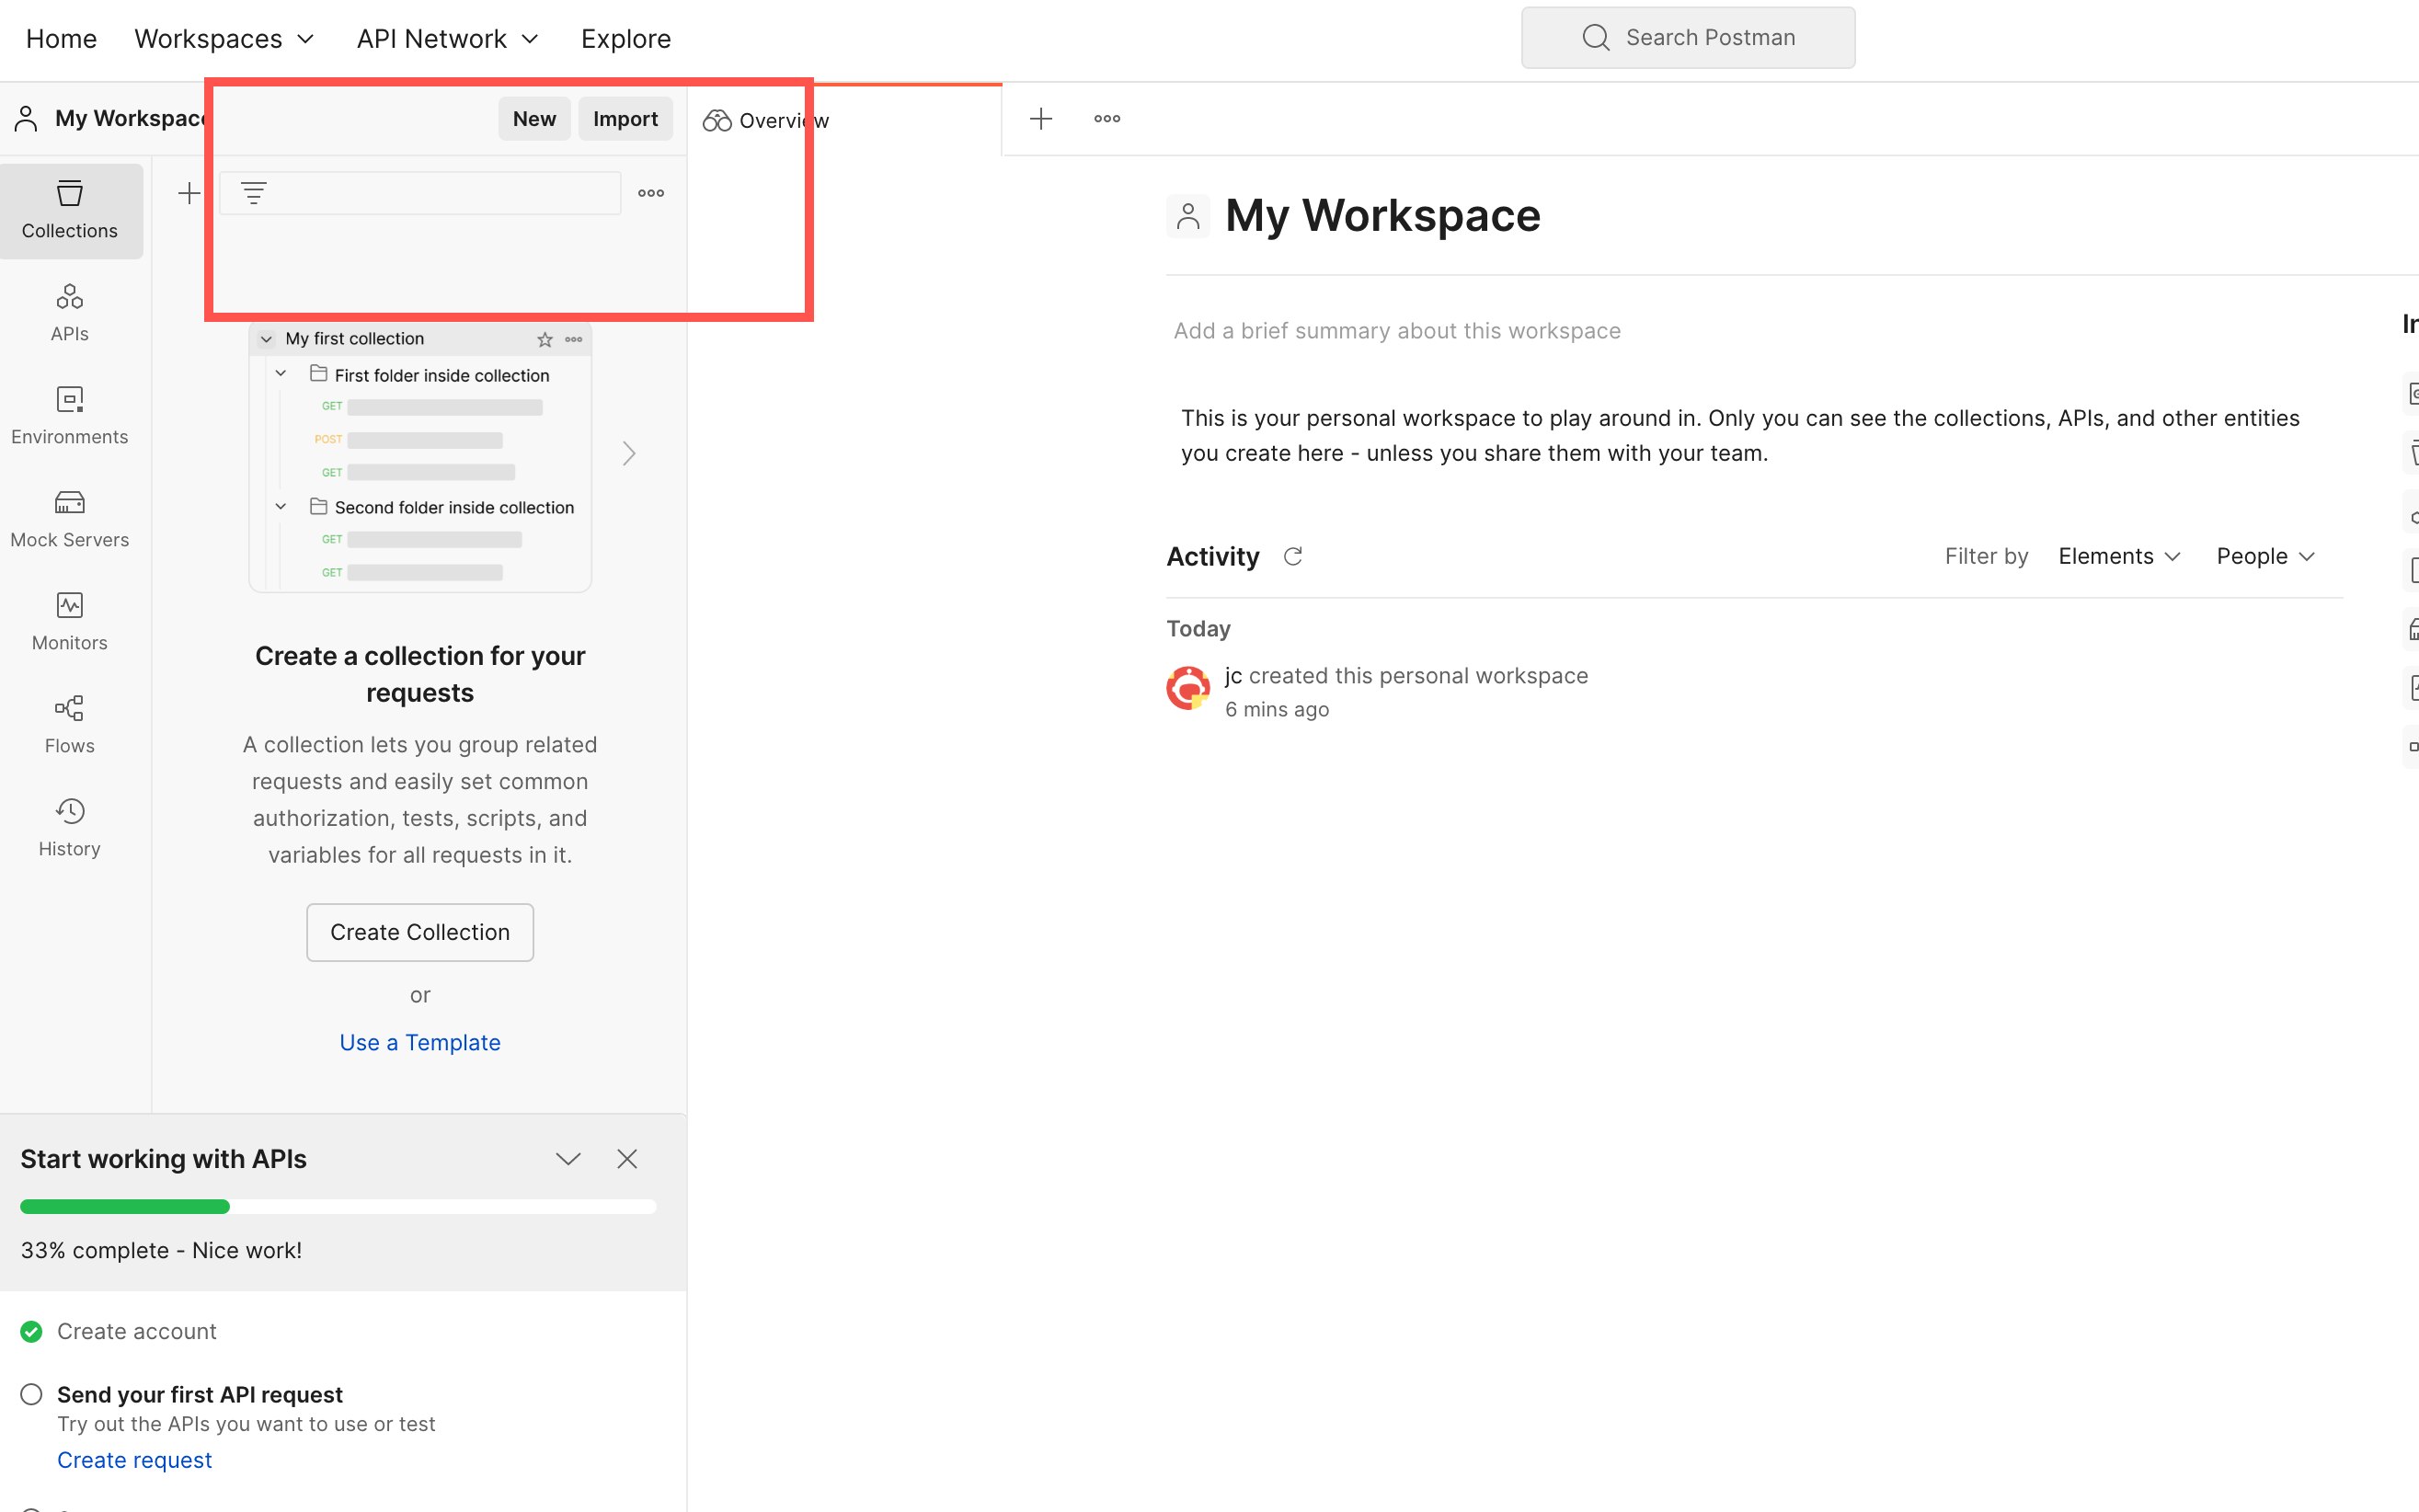 Home Workspaces API Network Explore Search Postman
My Workspace New Import Overview
Collections
APIs
Environments
Mock Servers
Monitors
Flows
History
My first collection
First folder inside collection
GET
POST
GET
Second folder inside collection
GET
GET
Create a collection for your
requests
A collection lets you group related
requests and easily set common
authorization, tests, scripts, and
variables for all requests in it.
Create Collection
or
Use a Template
Start working with APIs
33% complete - Nice work!
Create account
Send your first API request
Try out the APIs you want to use or test
Create request
My Workspace
Add a brief summary about this workspace
This is your personal workspace to play around in. Only you can see the collections, APIs, and other entities
you create here - unless you share them with your team.
Activity Filter by Elements People
Today
jc created this personal workspace
6 mins ago